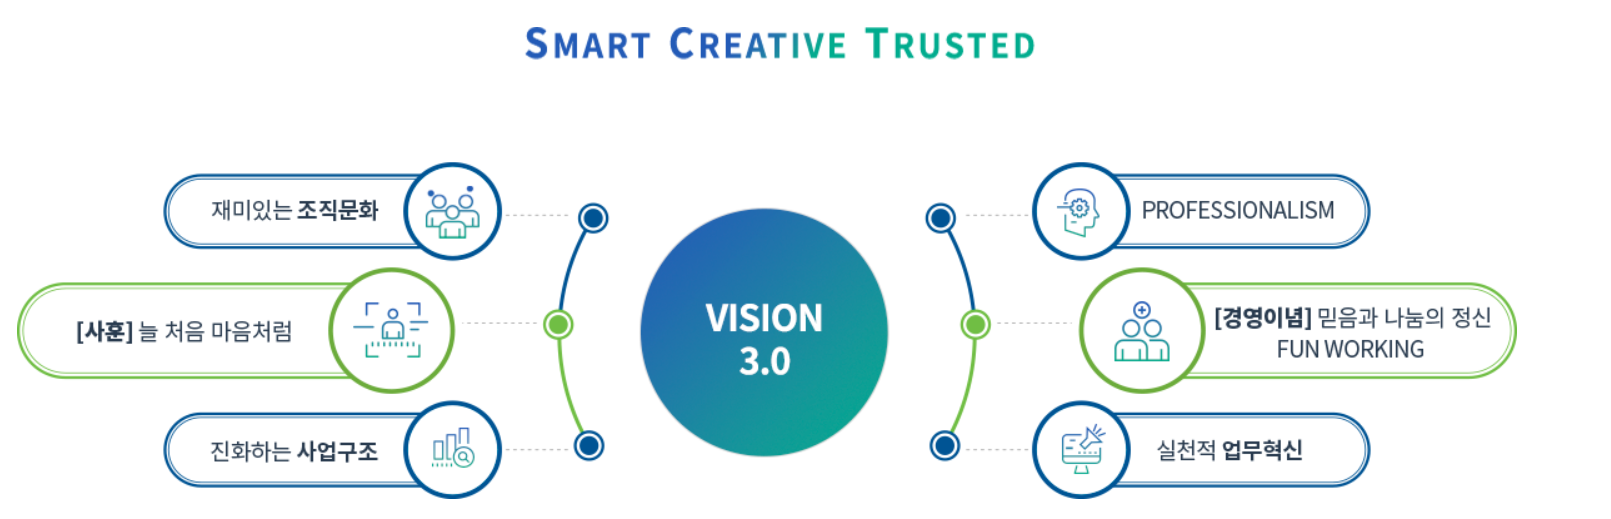 SMART CREATIVE TRUSTED
재미있는 조직문화
[사훈] 늘 처음 마음처럼
진화하는 사업구조
VISION
3.0
PROFESSIONALISM
[경영이념] 믿음과 나눔의 정신
FUN WORKING
실천적 업무혁신